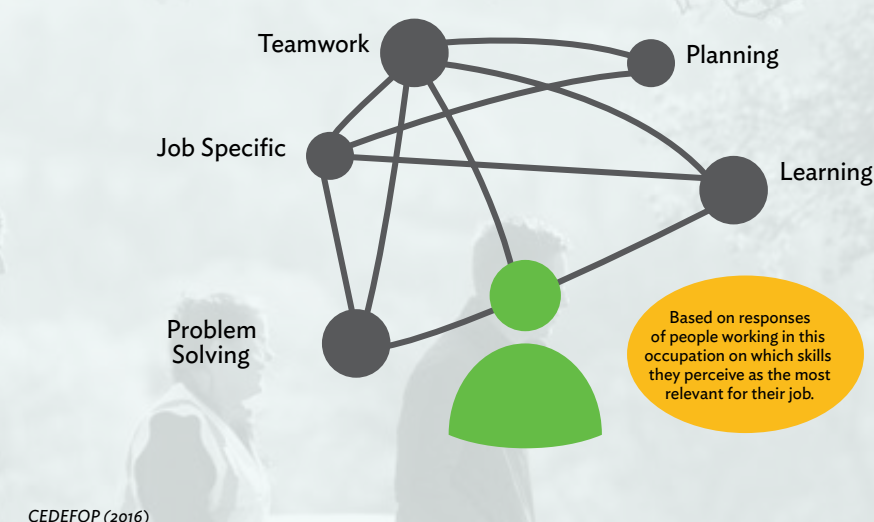 Teamwork
Planning
Job Specific
Learning
Problem
Solving
Based on responses
of people working in this
occupation on which skills
they perceive as the most
relevant for their job.
CEDEFOP (2016)